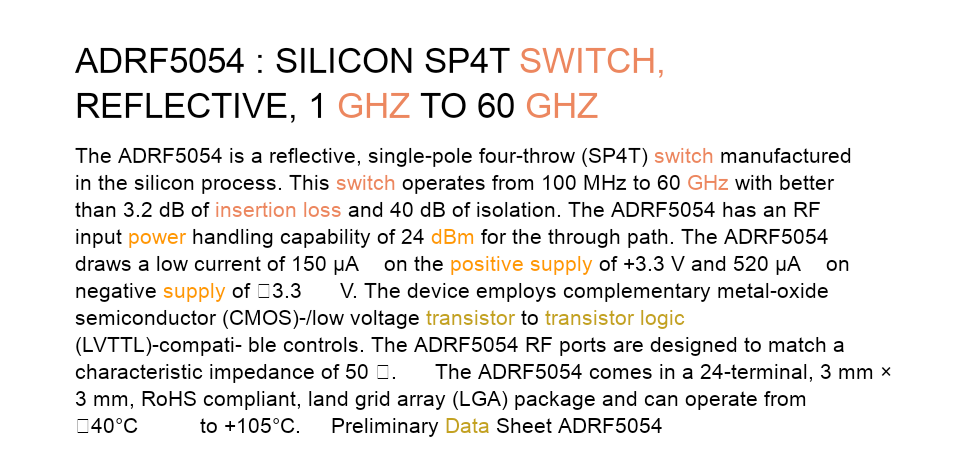 ADRF5054 : SILICON SP4T SWITCH,
REFLECTIVE, 1 GHZ TO 60 GHZ
The ADRF5054 is a reflective, single-pole four-throw (SP4T) switch manufactured
in the silicon process. This switch operates from 100 MHz to 60 GHz with better
than 3.2 dB of insertion loss and 40 dB of isolation. The ADRF5054 has an RF
input power handling capability of 24 dBm for the through path. The ADRF5054
draws a low current of 150 μA on the positive supply of +3.3 V and 520 μA on
negative supply of □3.3 V. The device employs complementary metal-oxide
semiconductor (CMOS)-/low voltage transistor to transistor logic
(LVTTL)-compati- ble controls. The ADRF5054 RF ports are designed to match a
characteristic impedance of 50 □. The ADRF5054 comes in a 24-terminal, 3 mm ×
3 mm, RoHS compliant, land grid array (LGA) package and can operate from
□40°C to +105°C. Preliminary Data Sheet ADRF5054